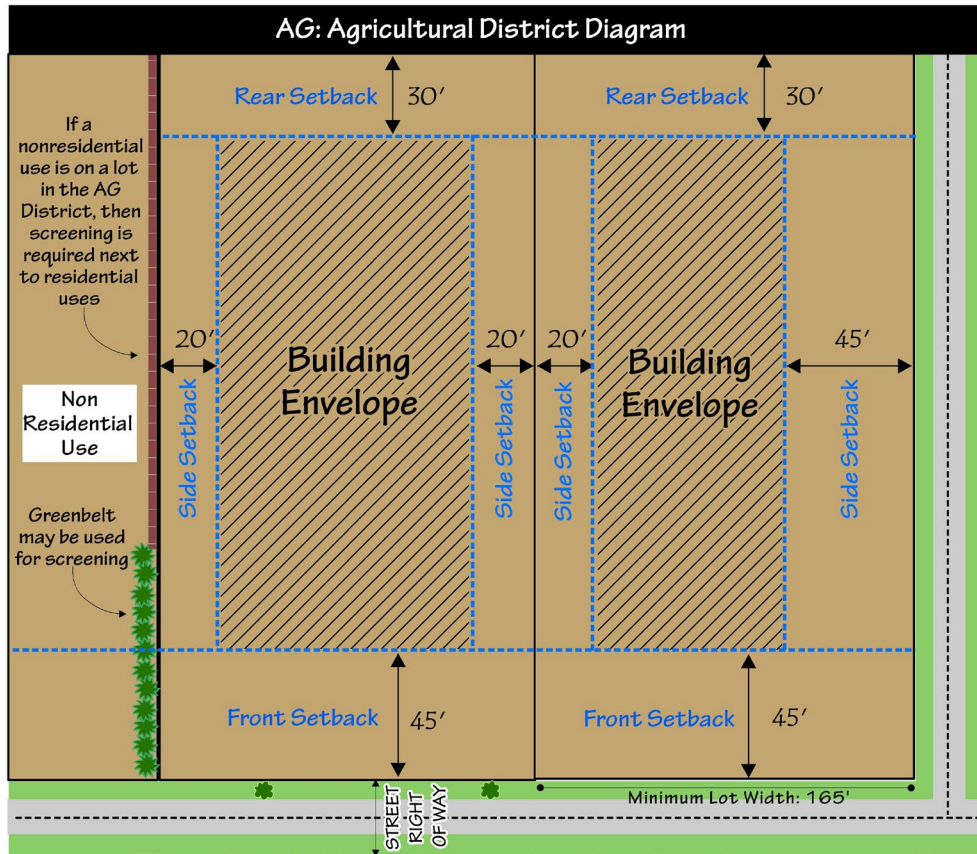 AG: Agricultural District Diagram
Rear Setback
30'
Rear Setback
30'
If a
nonresidential
use is on a lot
in the AG
District, then
screening is
required next
to residential
uses
20'
20'
20'
45'
Building
Envelope
Building
Envelope
Side Setback
Side Setback
Side Setback
Side Setback
Non
Residential
Use
Greenbelt
may be used
for screening
Front Setback
45'
Front Setback
45'
STREET
RIGHT
OF WAY
Minimum Lot Width: 165'